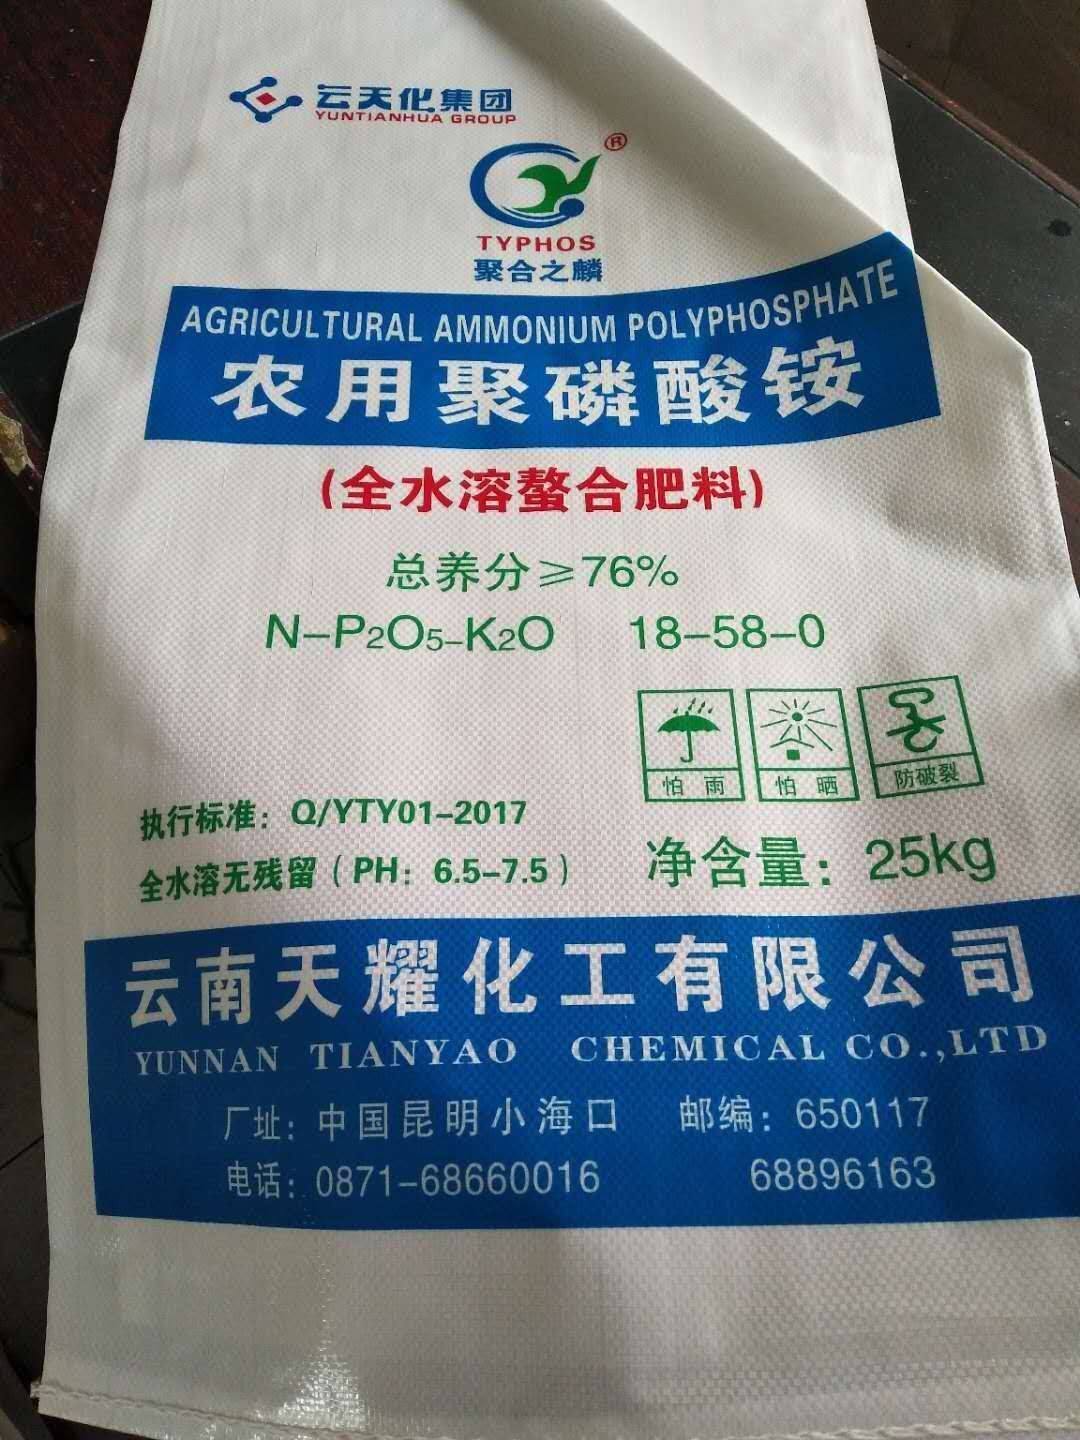 云天化集团
YUNTIANHUA GROUP
®
TYPHOS
聚合之麟
AGRICULTURAL AMMONIUM POLYPHOSPHATE
农用聚磷酸铵
(全水溶螯合肥料)
总养分≥76%
N-P2O5-K2O 18-58-0
怕雨 怕晒 防破裂
执行标准：Q/YTY01-2017
全水溶无残留（PH：6.5-7.5）
净含量：25kg
云南天耀化工有限公司
YUNNAN TIANYAO CHEMICAL CO.,LTD
厂址：中国昆明小海口 邮编：650117
电话：0871-68660016 68896163